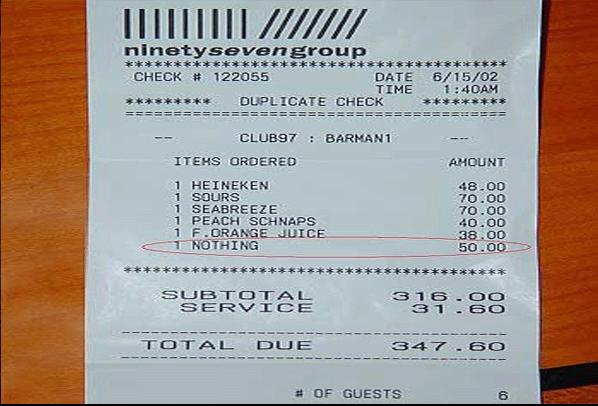 ninetysevengroup
******************************************
CHECK # 122055 DATE 6/15/02
TIME 1:40AM
********* DUPLICATE CHECK *********
==========================================
-- CLUB97 : BARMAN1 --
ITEMS ORDERED AMOUNT
1 HEINEKEN 48.00
1 SOURS 70.00
1 SEABREEZE 70.00
1 PEACH SCHNAPS 40.00
1 F.ORANGE JUICE 38.00
1 NOTHING 50.00
******************************************
SUBTOTAL 316.00
SERVICE 31.60
------------------------------------------
TOTAL DUE 347.60
------------------------------------------
# OF GUESTS 6